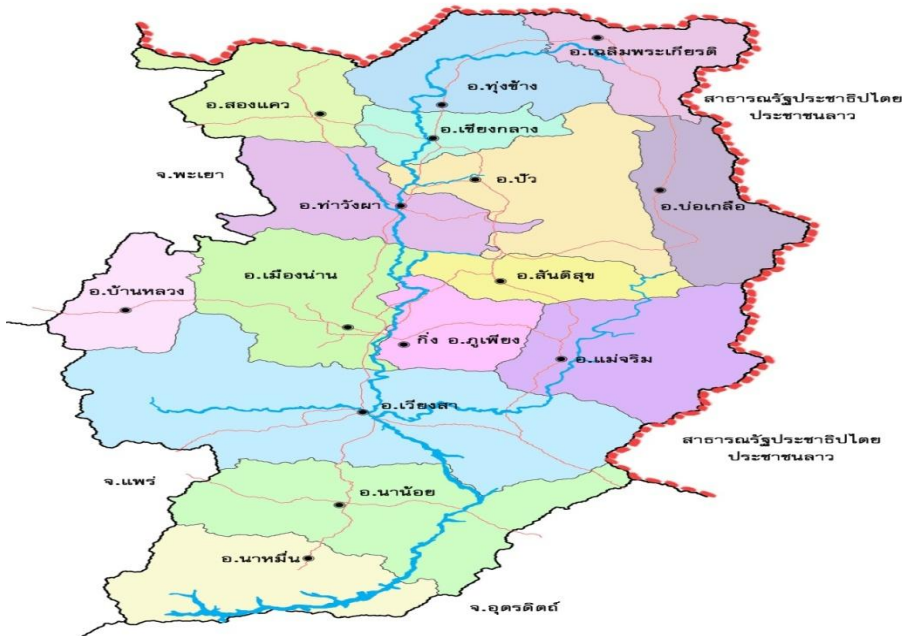 อ.เฉลิมพระเกียรติ
อ.ทุ่งช้าง
สาธารณรัฐประชาธิปไตย
ประชาชนลาว
อ.สองแคว
อ.เชียงกลาง
จ.พะเยา
อ.ปัว
อ.ท่าวังผา
อ.บ่อเกลือ
อ.เมืองน่าน
อ.สันติสุข
อ.บ้านหลวง
กิ่ง อ.ภูเพียง
อ.แม่จริม
อ.เวียงสา
สาธารณรัฐประชาธิปไตย
ประชาชนลาว
จ.แพร่
อ.นาน้อย
อ.นาหมื่น
จ.อุตรดิตถ์